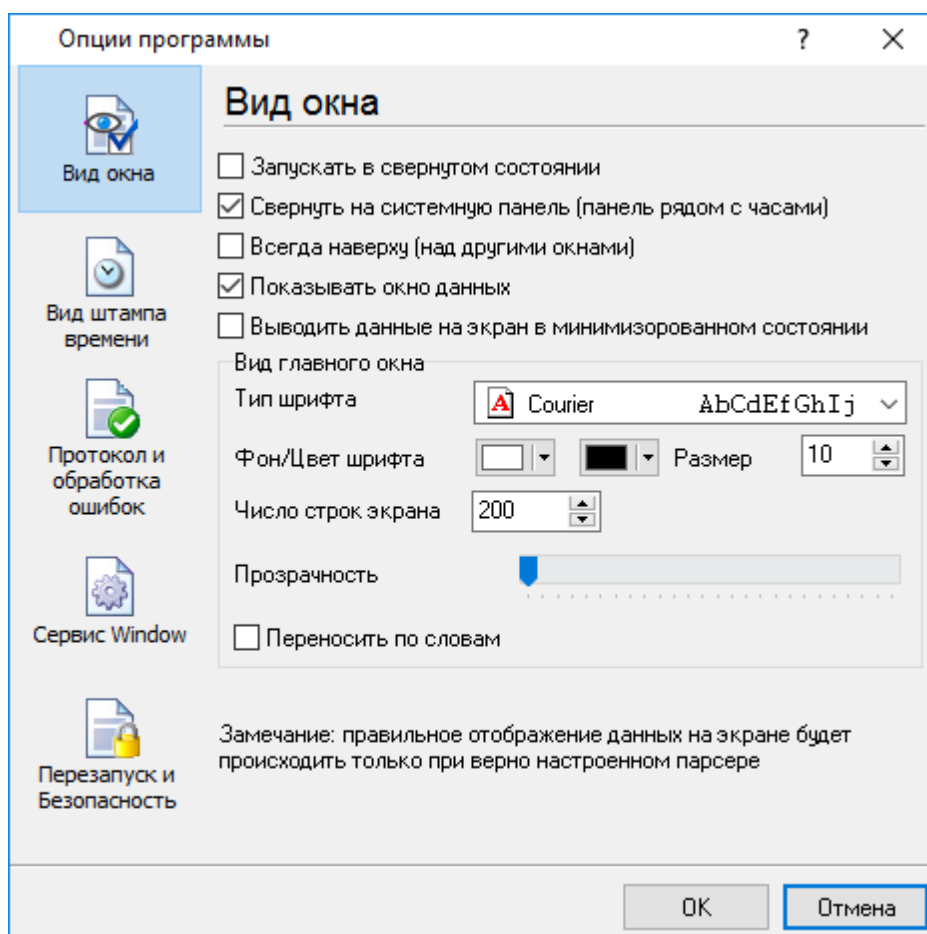 Опции программы
?
Вид окна
Вид штампа
времени
Протокол и
обработка
ошибок
Сервис Window
Перезапуск и
Безопасность
Вид окна
Запускать в свернутом состоянии
Свернуть на системную панель (панель рядом с часами)
Всегда наверху (над другими окнами)
Показывать окно данных
Выводить данные на экран в минимизорованном состоянии
Вид главного окна
Тип шрифта A Courier AbCdEfGhIj
Фон/Цвет шрифта Размер 10
Число строк экрана 200
Прозрачность
Переносить по словам
Замечание: правильное отображение данных на экране будет
происходить только при верно настроенном парсере
OK Отмена